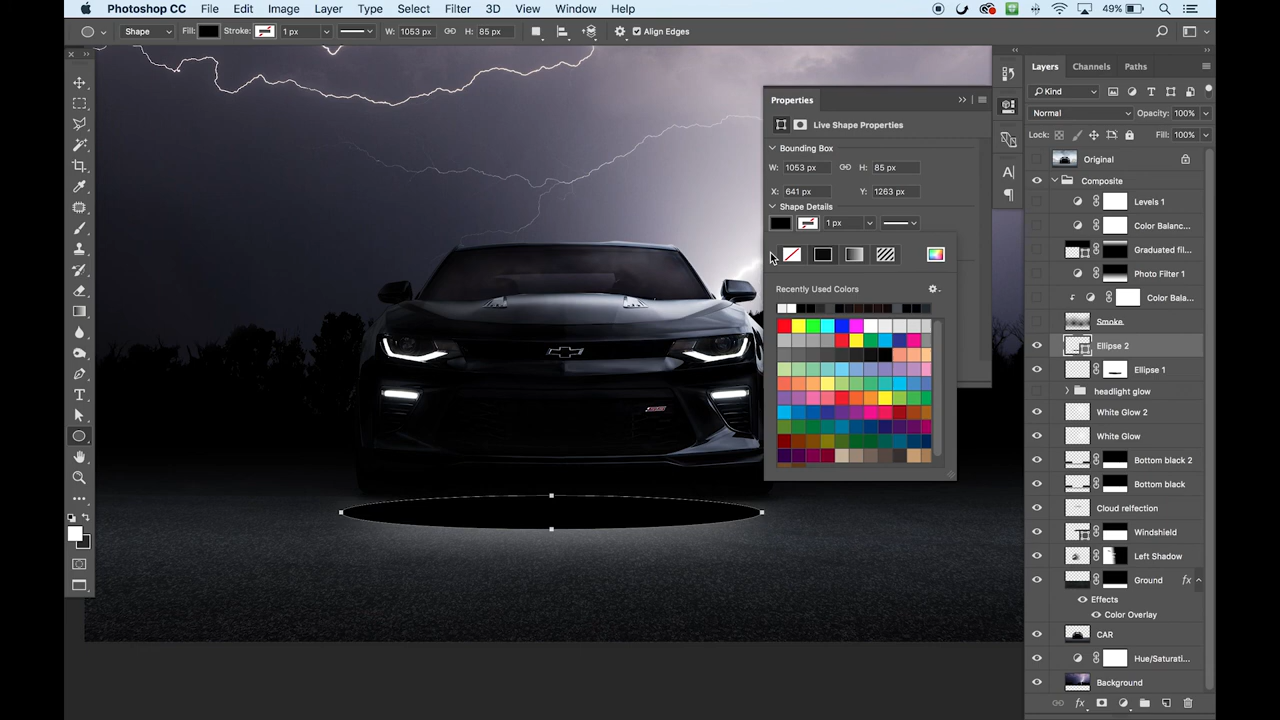 Photoshop CC File Edit Image Layer Type Select Filter 3D View Window Help 49%
Shape Fill: Stroke: 1 px W: 1053 px H: 85 px Align Edges
Properties
Live Shape Properties
Bounding Box
W: 1053 px H: 85 px
X: 641 px Y: 1263 px
Shape Details
1 px
Recently Used Colors
Layers Channels Paths
Kind
Normal Opacity: 100%
Lock: Fill: 100%
Original
Composite
Levels 1
Color Balanc...
Graduated fil...
Photo Filter 1
Color Bala...
Smoke
Ellipse 2
Ellipse 1
headlight glow
White Glow 2
White Glow
Bottom black 2
Bottom black
Cloud relfection
Windshield
Left Shadow
Ground fx
Effects
Color Overlay
CAR
Hue/Saturati...
Background
fx